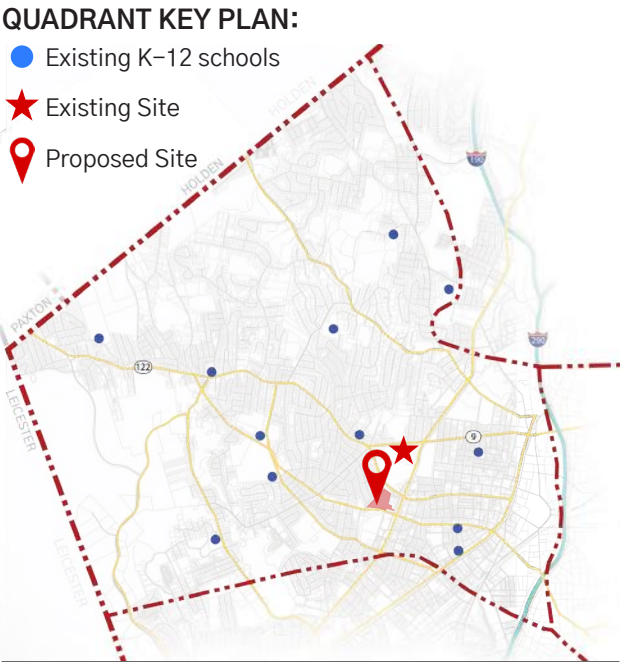 QUADRANT KEY PLAN:
Existing K-12 schools
Existing Site
Proposed Site
HOLDEN
HOLDEN
190
PAXTON
122
290
LEICESTER
9
LEICESTER